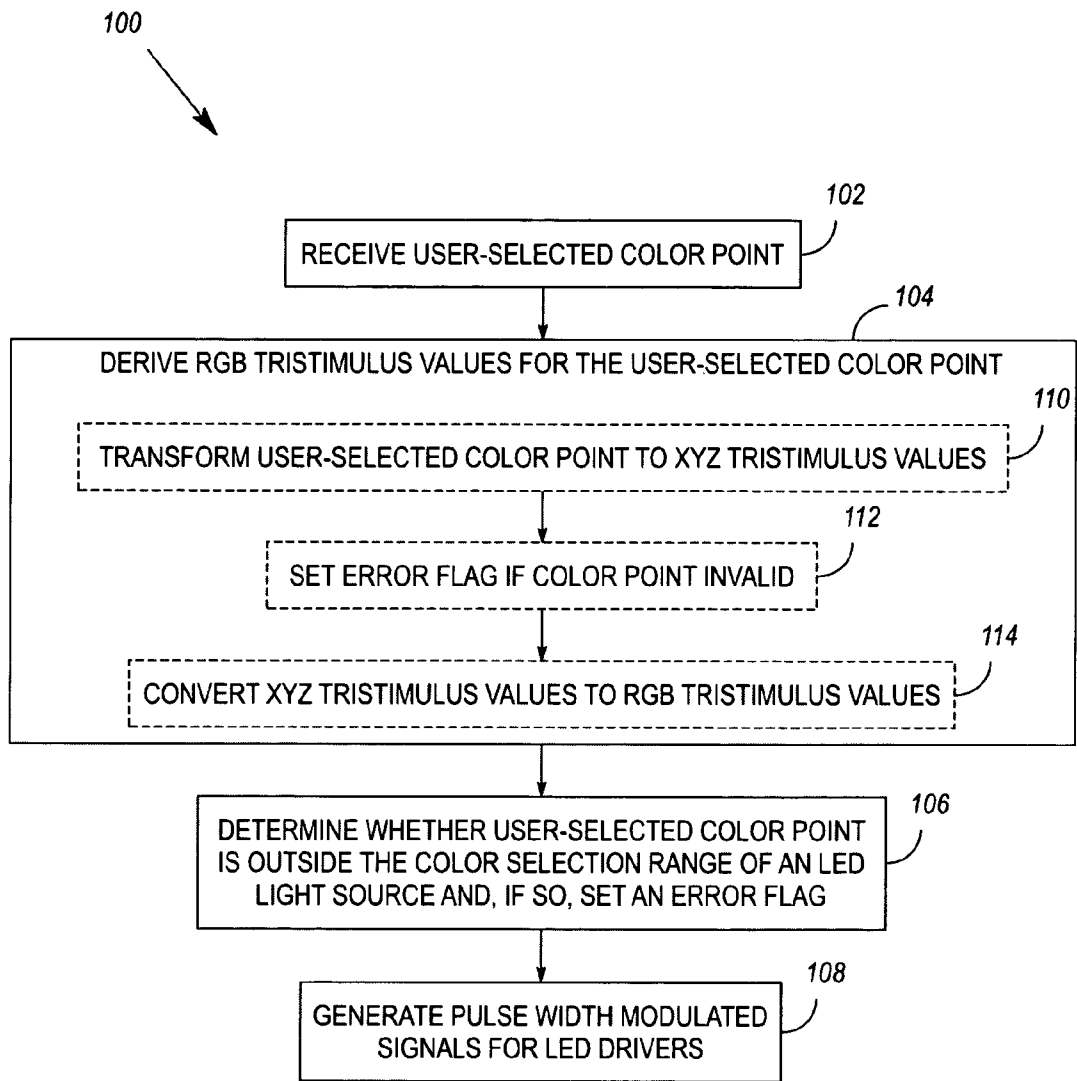 100
102
RECEIVE USER-SELECTED COLOR POINT
104
DERIVE RGB TRISTIMULUS VALUES FOR THE USER-SELECTED COLOR POINT
110
TRANSFORM USER-SELECTED COLOR POINT TO XYZ TRISTIMULUS VALUES
112
SET ERROR FLAG IF COLOR POINT INVALID
114
CONVERT XYZ TRISTIMULUS VALUES TO RGB TRISTIMULUS VALUES
106
DETERMINE WHETHER USER-SELECTED COLOR POINT
IS OUTSIDE THE COLOR SELECTION RANGE OF AN LED
LIGHT SOURCE AND, IF SO, SET AN ERROR FLAG
108
GENERATE PULSE WIDTH MODULATED
SIGNALS FOR LED DRIVERS